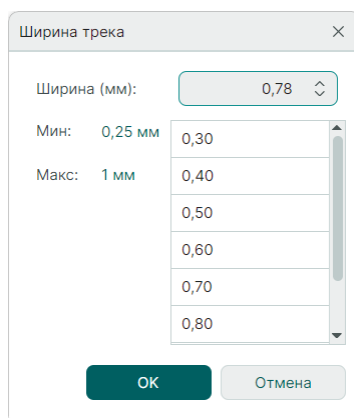 Ширина трека
Ширина (мм): 0,78
Мин: 0,25 мм
Макс: 1 мм
0,30
0,40
0,50
0,60
0,70
0,80
OK Отмена